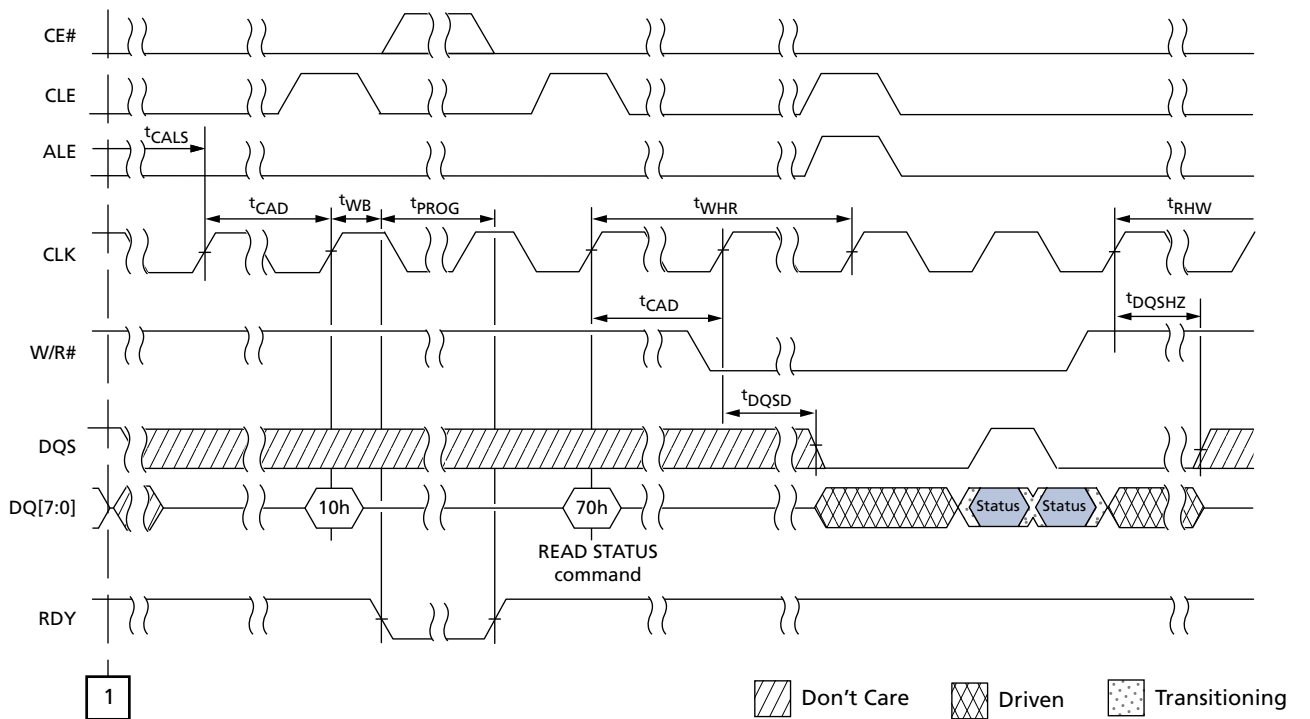 CE#
CLE
tCALS
ALE
tCAD tWB tPROG tWHR tRHW
CLK
tCAD tDQSHZ
W/R#
tDQSD
DQS
DQ[7:0] 10h 70h Status Status
READ STATUS
command
RDY
1 Don't Care Driven Transitioning